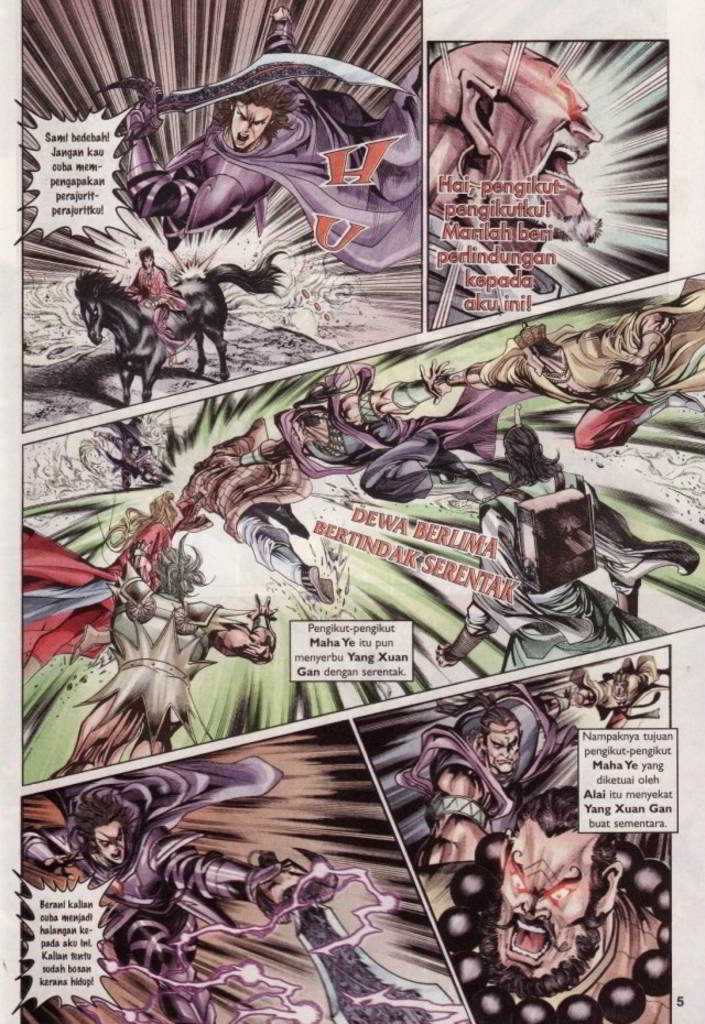 Sami bedebah!
Jangan kau
cuba mem-
pengapakan
perajurit-
perajuritku!
HU
Hai, pengikut-
pengikutku!
Marilah beri
perlindungan
kepada
aku ini!
DEWA BERLIMA
BERTINDAK SERENTAK
Pengikut-pengikut
Maha Ye itu pun
menyerbu Yang Xuan
Gan dengan serentak.
Nampaknya tujuan
pengikut-pengikut
Maha Ye yang
diketuai oleh
Alai itu menyekat
Yang Xuan Gan
buat sementara.
Berani kalian
cuba menjadi
halangan ke-
pada aku ini.
Kalian tentu
sudah bosan
kerana hidup!
5